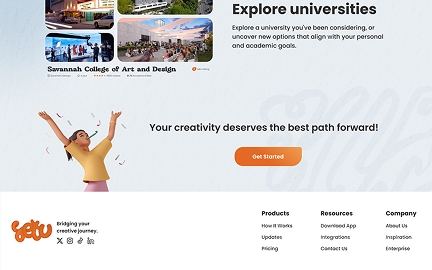 Explore universities
Explore a university you've been considering, or
uncover new options that align with your personal
and academic goals.
Savannah College of Art and Design
Your creativity deserves the best path forward!
Get Started
yetu
Bridging your
creative journey.
Products
How It Works
Updates
Pricing
Resources
Download App
Integrations
Contact Us
Company
About Us
Inspiration
Enterprise